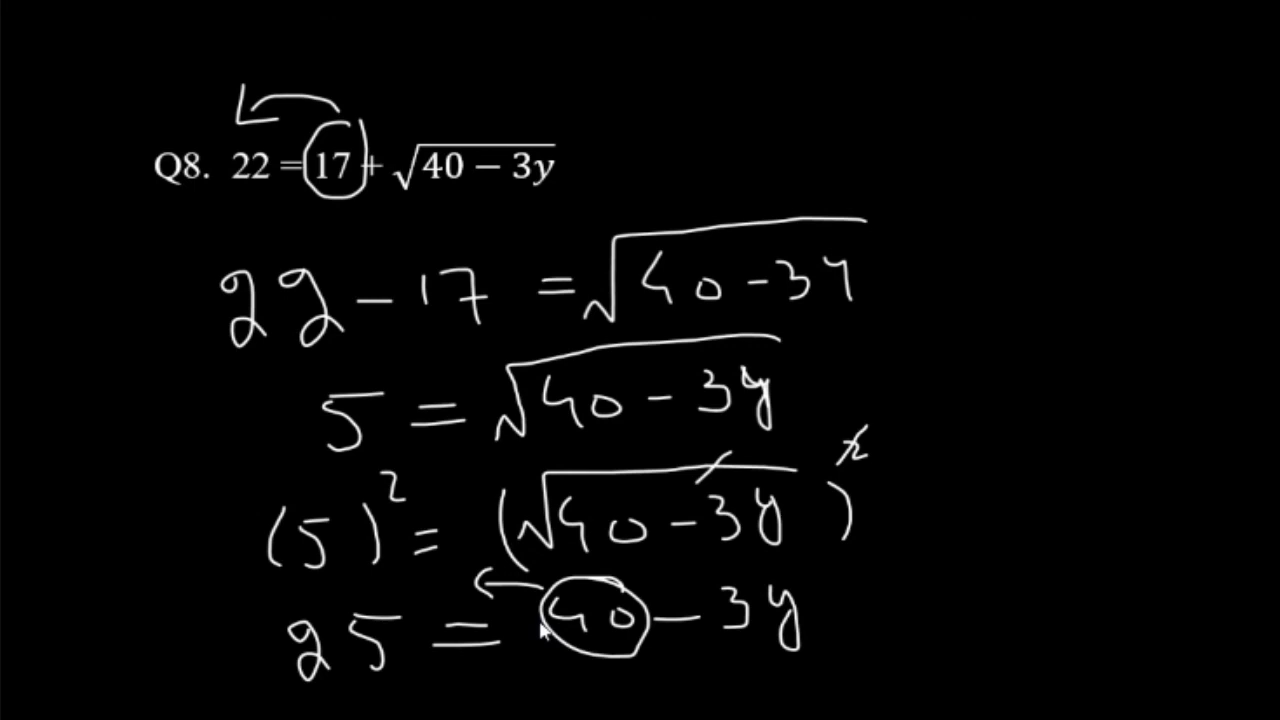 Q8. 22 = 17 + √40 − 3y
22 - 17 = √40 - 3y
5 = √40 - 3y
(5)² = (√40 - 3y)²
25 = 40 - 3y